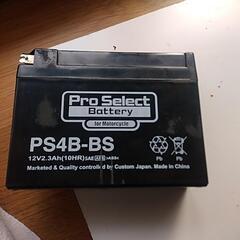 Pro Select
Battery
for Motorcycle
PS4B-BS
12V2.3Ah(10HR)
Pb Pb
Marketed & Quality controlled by Custom Japan. Made in